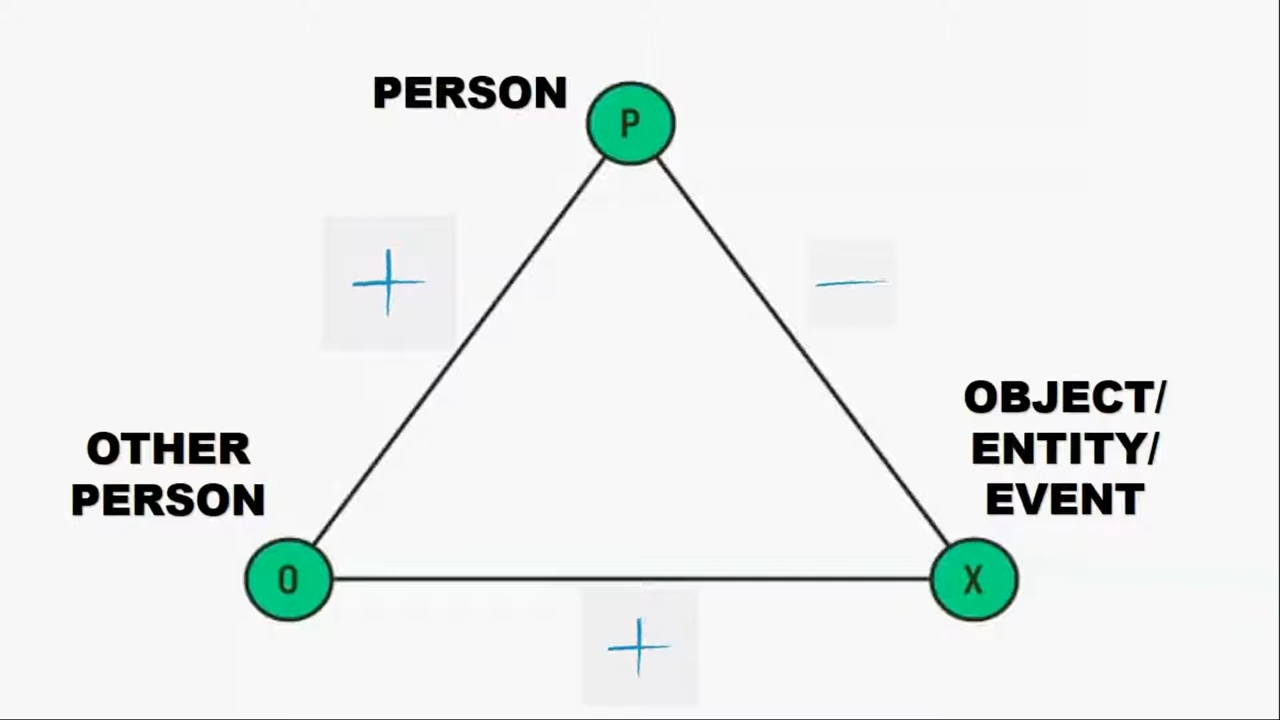 PERSON
P
+
−
OTHER
PERSON
OBJECT/
ENTITY/
EVENT
O
X
+